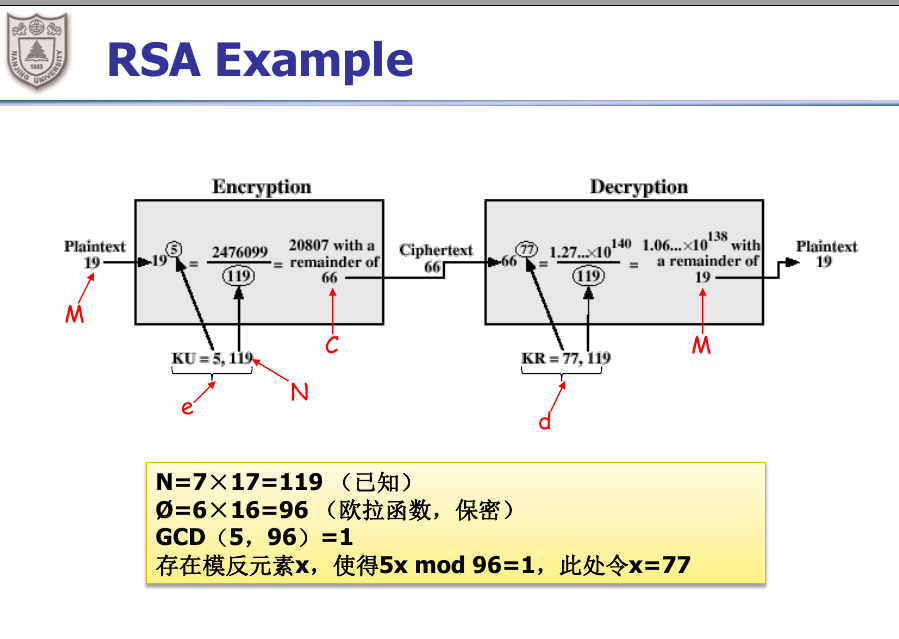 NANJING UNIVERSITY
1902
RSA Example
Encryption
Decryption
Plaintext
19
19^5 = 2476099 / 119 = 20807 with a remainder of 66
Ciphertext
66
66^77 = 1.27...×10^140 / 119 = 1.06...×10^138 with a remainder of 19
Plaintext
19
M
C
M
KU = 5, 119
KR = 77, 119
e
N
d
N=7×17=119 （已知）
Ø=6×16=96 （欧拉函数，保密）
GCD（5，96）=1
存在模反元素x，使得5x mod 96=1，此处令x=77